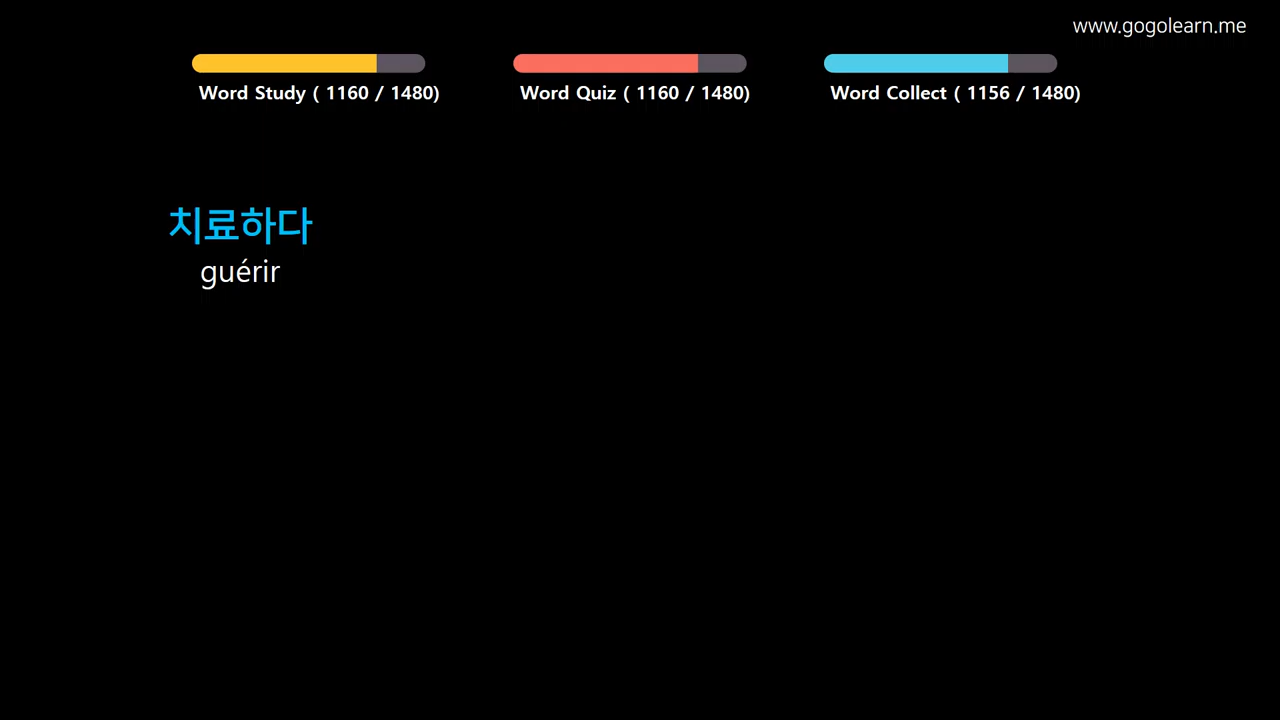 www.gogolearn.me
Word Study ( 1160 / 1480)
Word Quiz ( 1160 / 1480)
Word Collect ( 1156 / 1480)
치료하다
guérir